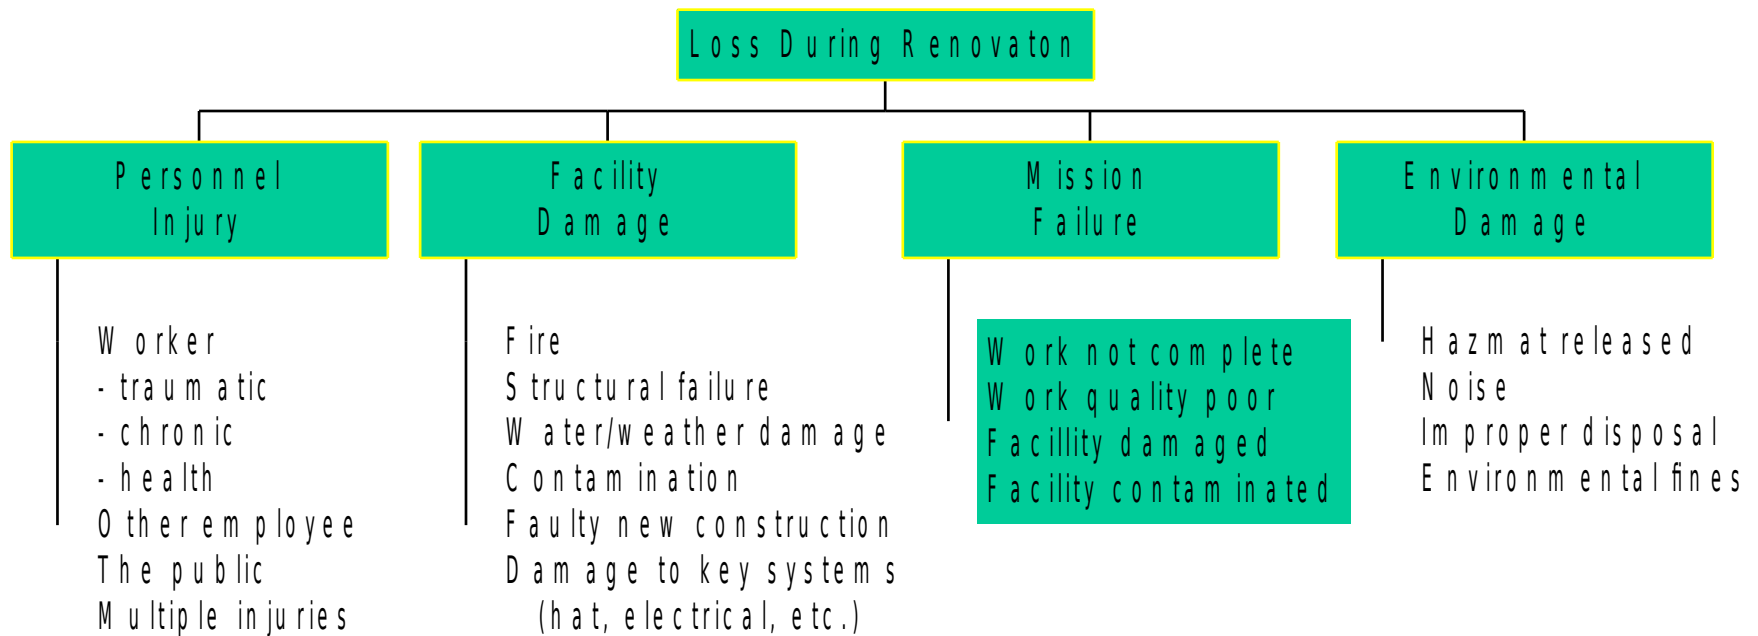 Loss During Renovaton
Personnel
Injury
Facility
Damage
Mission
Failure
Environmental
Damage
Worker
- traumatic
- chronic
- health
Other employee
The public
Multiple injuries
Fire
Structural failure
Water/weather damage
Contamination
Faulty new construction
Damage to key systems
(hat, electrical, etc.)
Work not complete
Work quality poor
Facillity damaged
Facility contaminated
Hazmat released
Noise
Improper disposal
Environmental fines